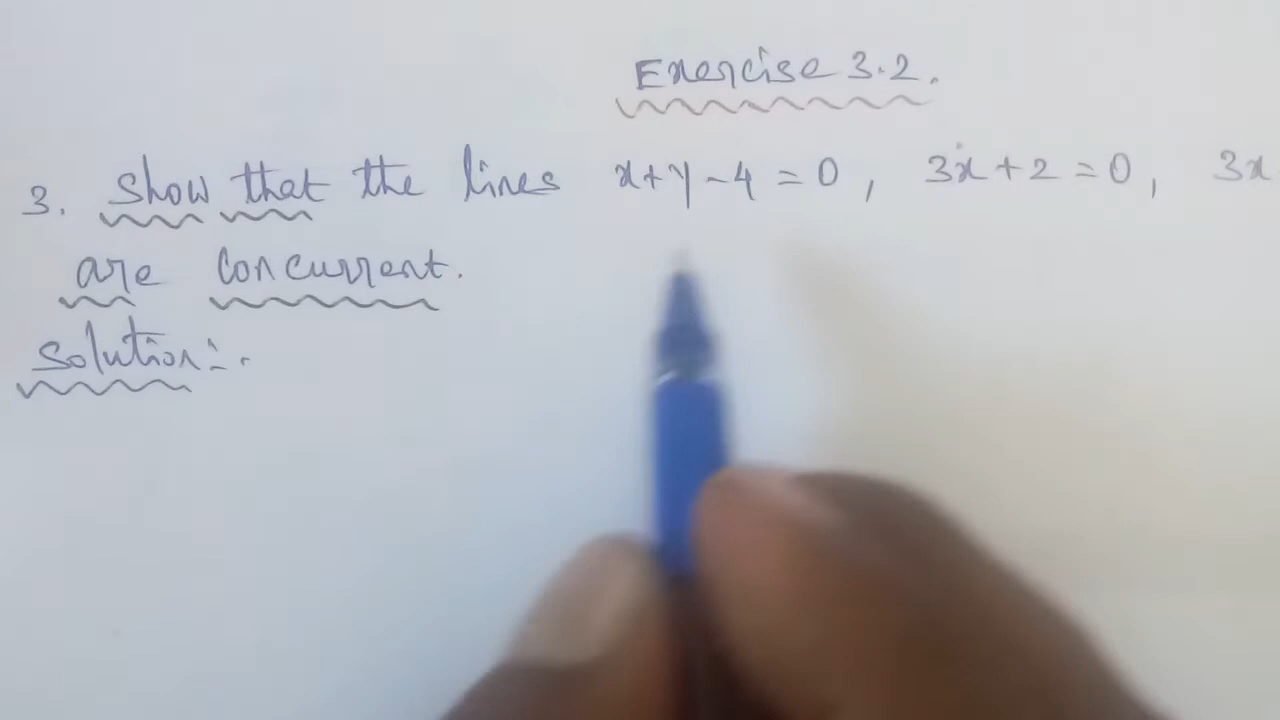 Exercise 3.2.
3. Show that the lines x+y-4=0, 3x+2=0, 3x
are concurrent.
Solution:-